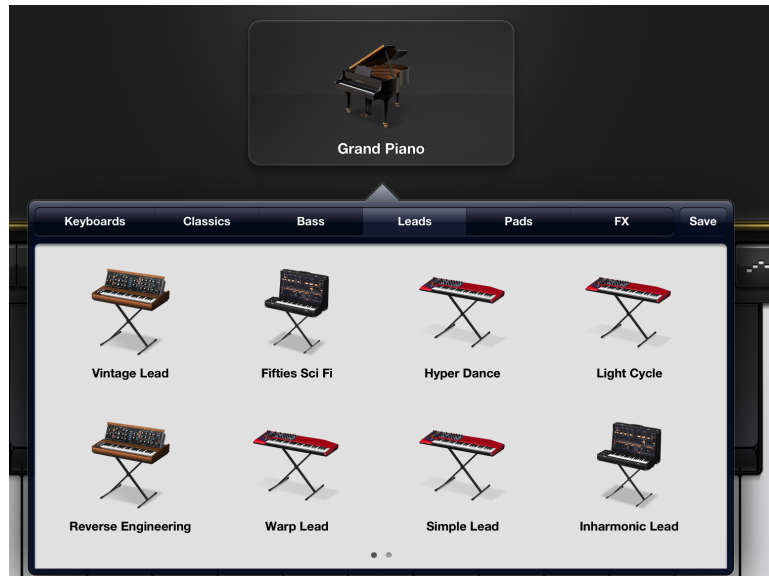 Grand Piano
Keyboards Classics Bass Leads Pads FX Save
Vintage Lead Fifties Sci Fi Hyper Dance Light Cycle
Reverse Engineering Warp Lead Simple Lead Inharmonic Lead